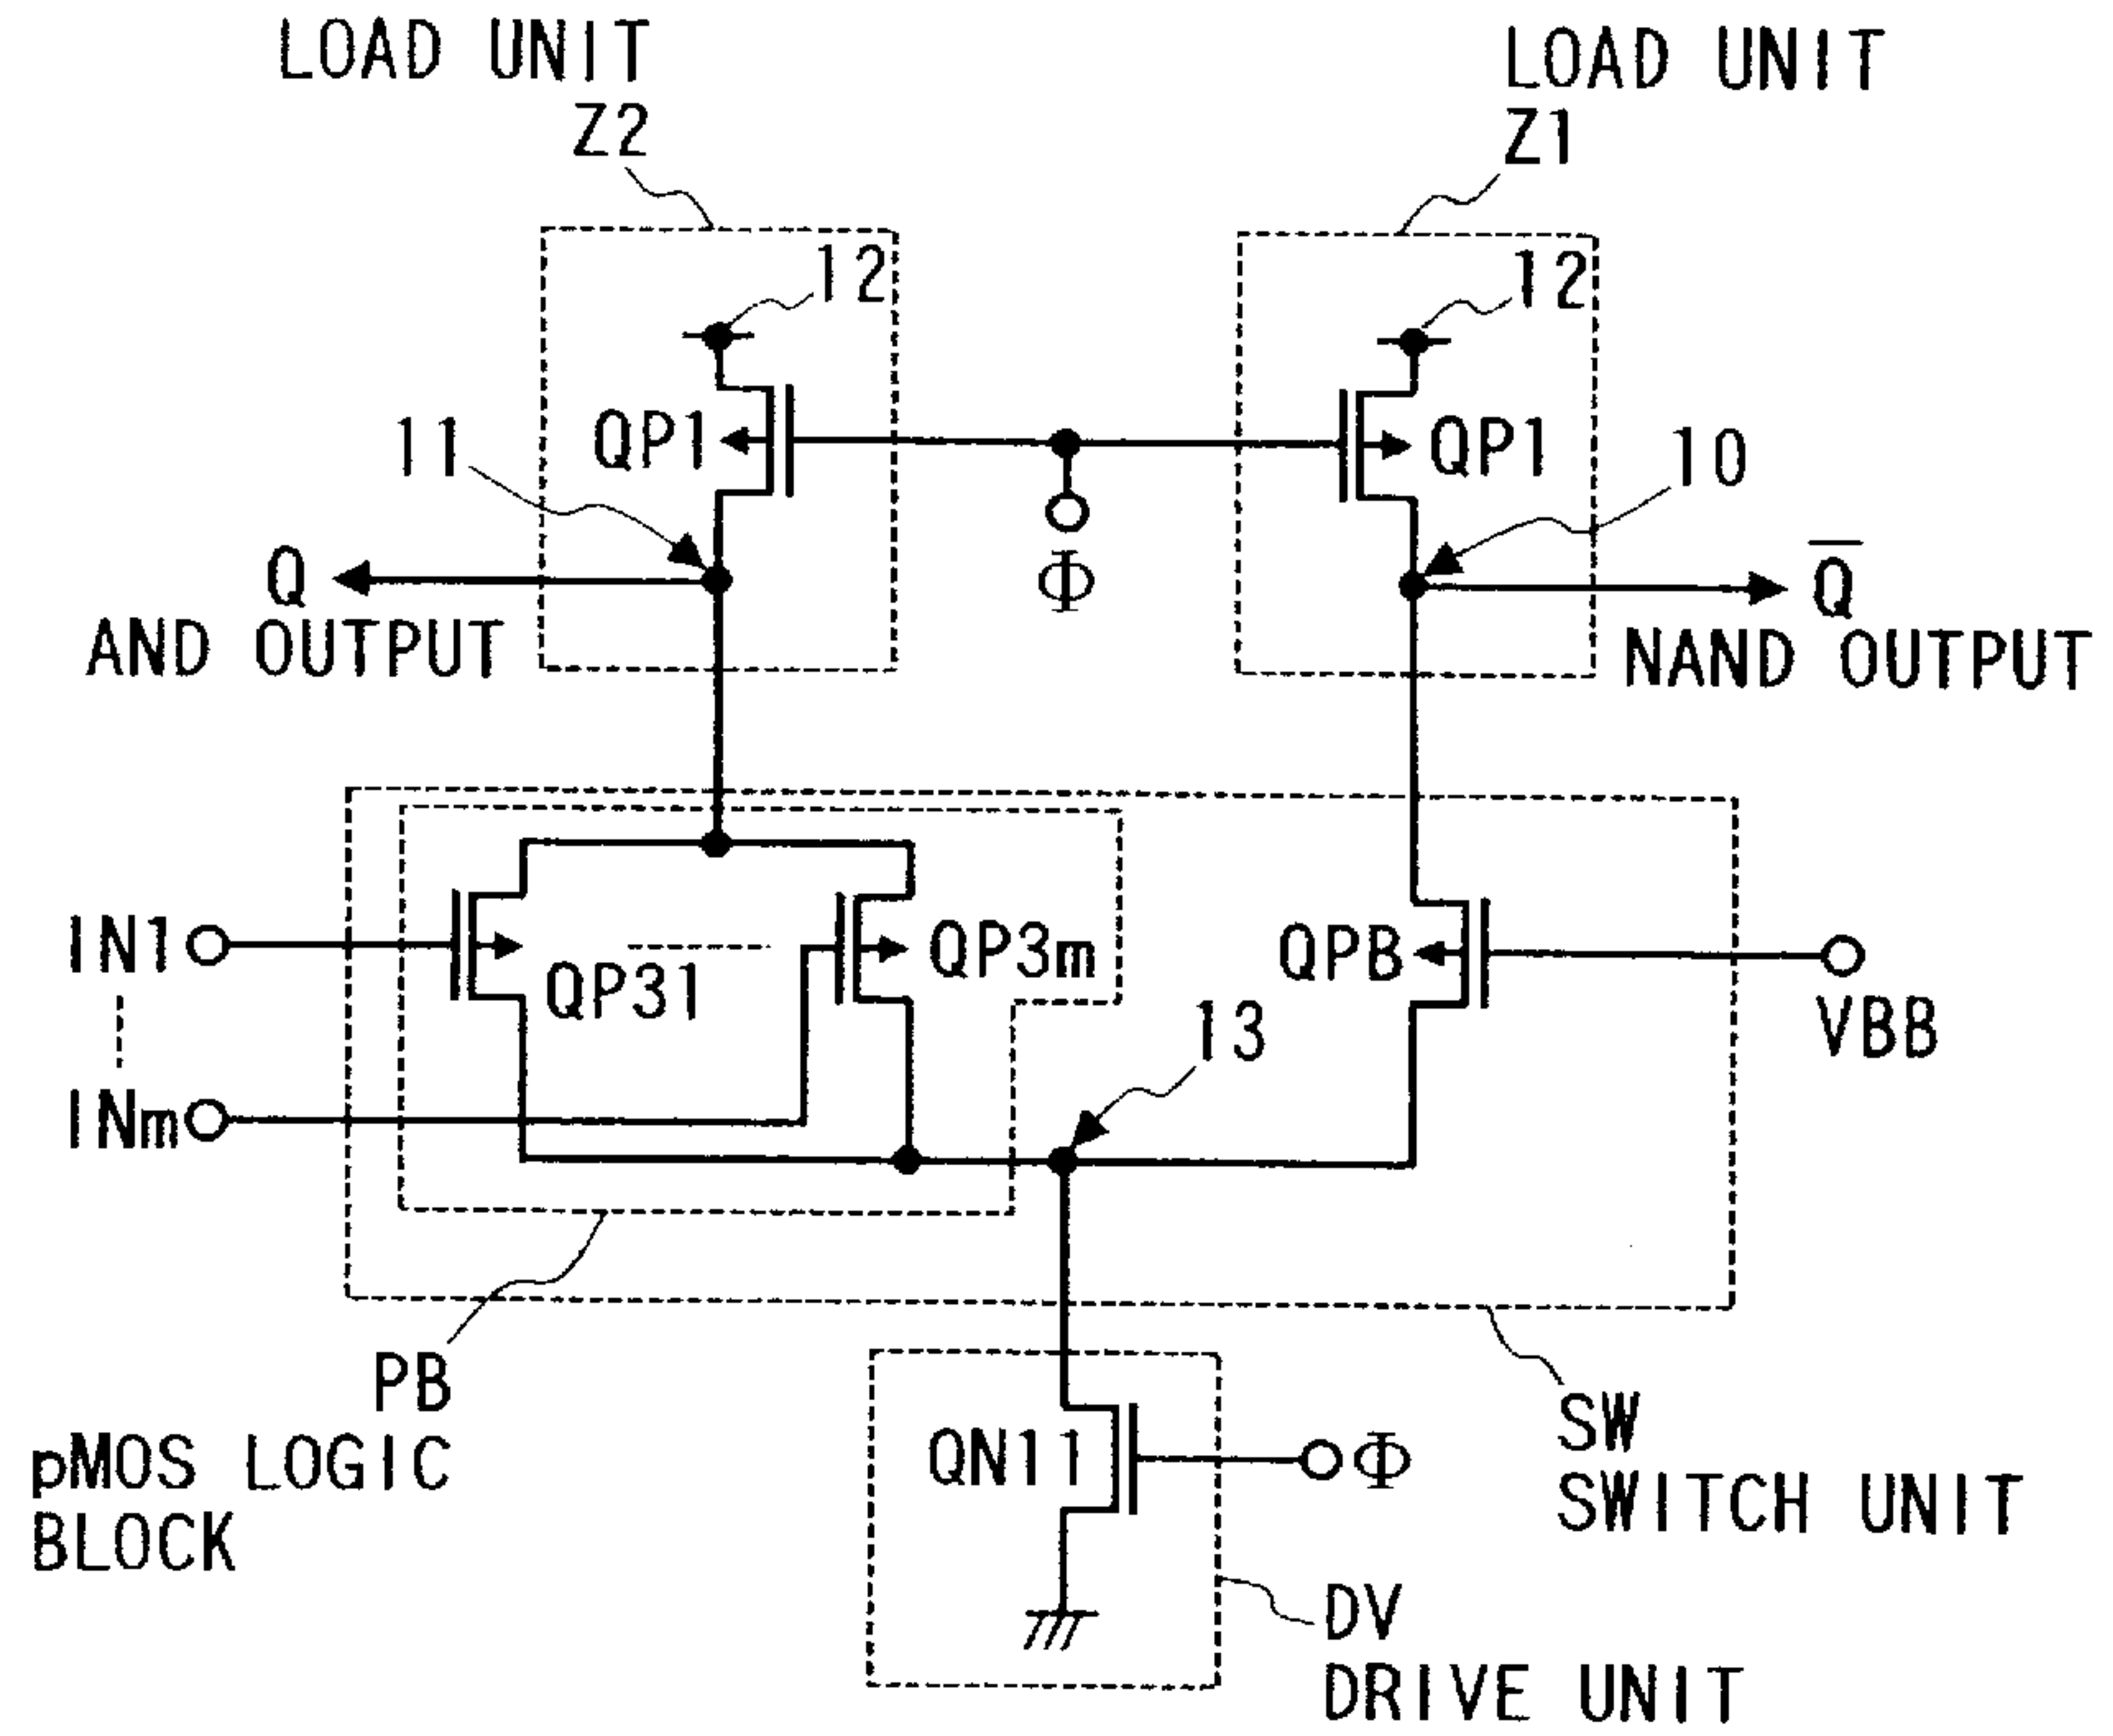 LOAD UNIT
Z2
LOAD UNIT
Z1
12
12
QP1
QP1
11
10
Φ
Q
AND OUTPUT
Q̅
NAND OUTPUT
IN1
INm
QP31
QP3m
QPB
VBB
13
PB
pMOS LOGIC
BLOCK
QN11
Φ
SW
SWITCH UNIT
DV
DRIVE UNIT